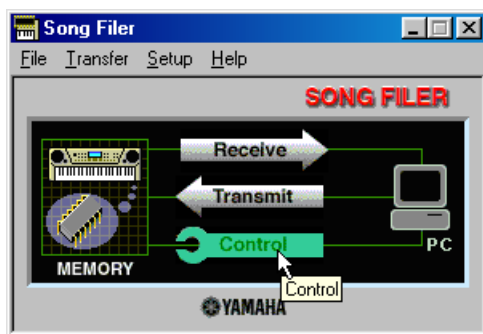 Song Filer
File Transfer Setup Help
SONG FILER
Receive
Transmit
Control
MEMORY
PC
Control
YAMAHA